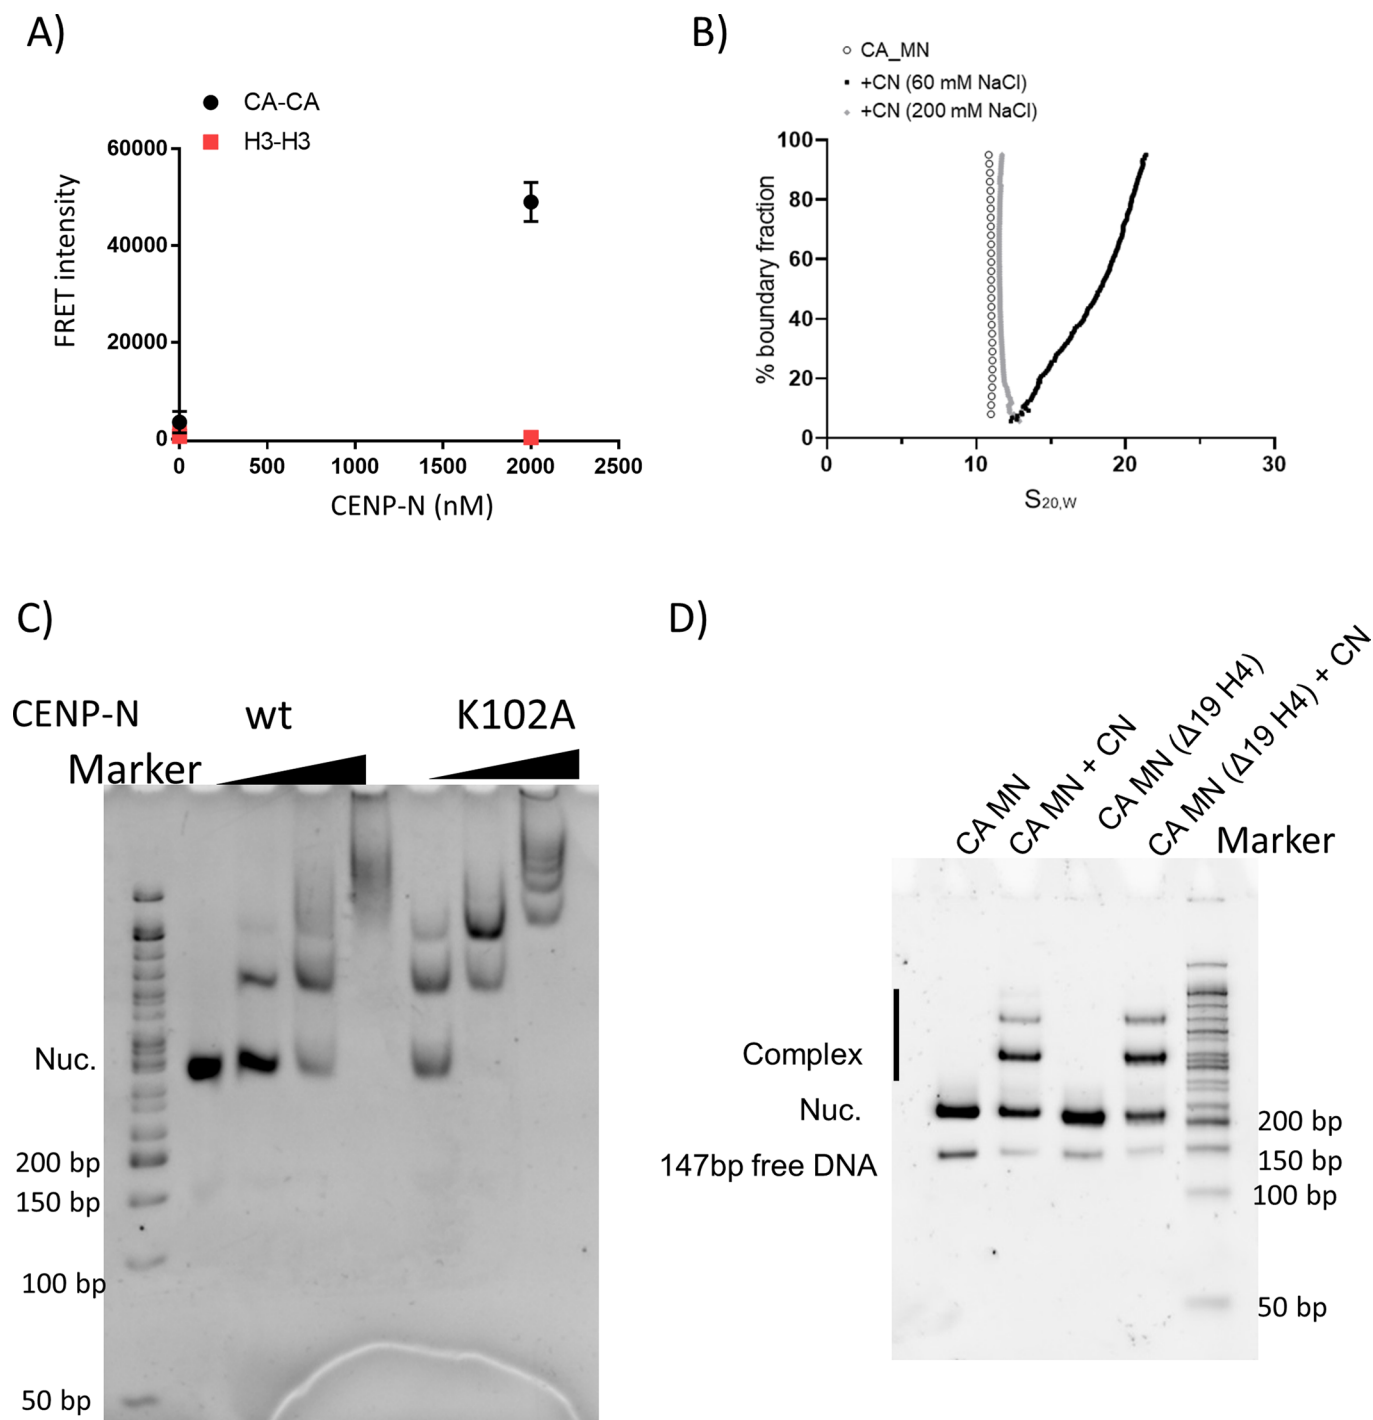 A)
CA-CA
H3-H3
60000
40000
20000
0
FRET intensity
0 500 1000 1500 2000 2500
CENP-N (nM)
B)
CA_MN
+CN (60 mM NaCl)
+CN (200 mM NaCl)
100
80
60
40
20
0
% boundary fraction
0 10 20 30
S20,W
C)
CENP-N wt K102A
Marker
Nuc.
200 bp
150 bp
100 bp
50 bp
D)
CA MN
CA MN + CN
CA MN (Δ19 H4)
CA MN (Δ19 H4) + CN
Marker
Complex
Nuc.
147bp free DNA
200 bp
150 bp
100 bp
50 bp